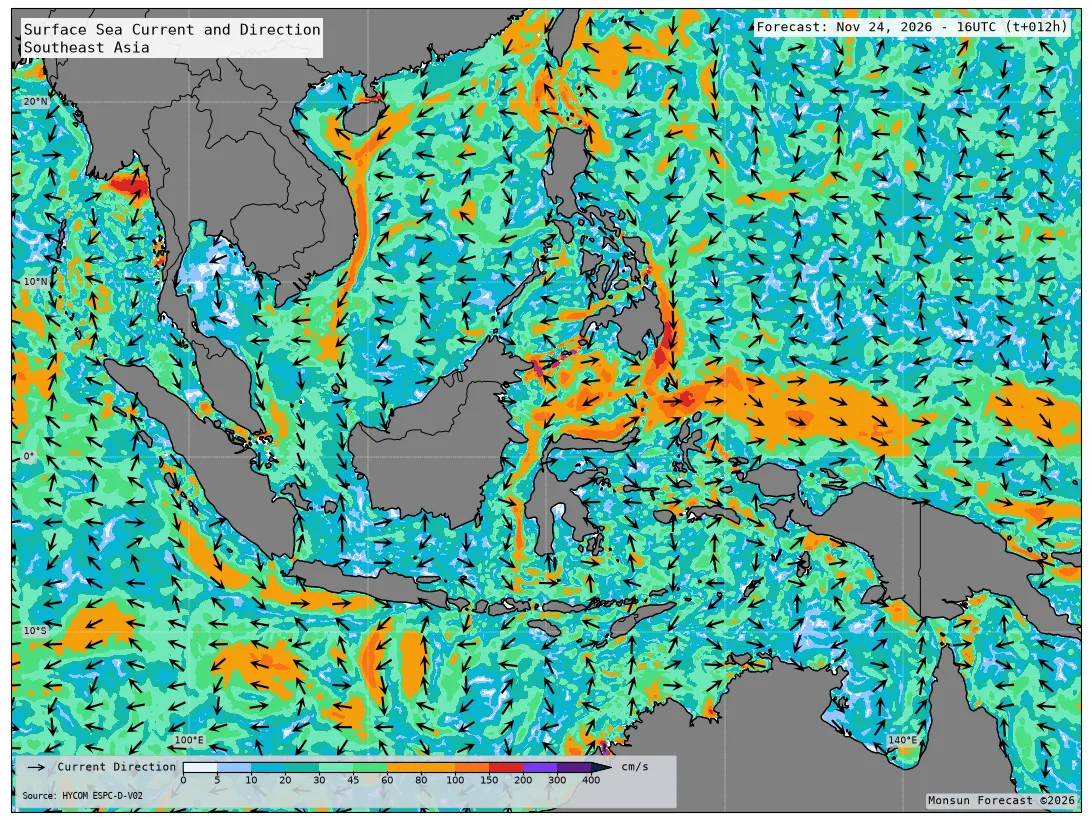 Surface Sea Current and Direction
Southeast Asia
Forecast: Nov 24, 2026 - 16UTC (t+012h)
20°N
10°N
0°
10°S
100°E
140°E
Current Direction
cm/s
0 5 10 20 30 45 60 80 100 150 200 300 400
Source: HYCOM ESPC-D-V02
Monsun Forecast ©2026